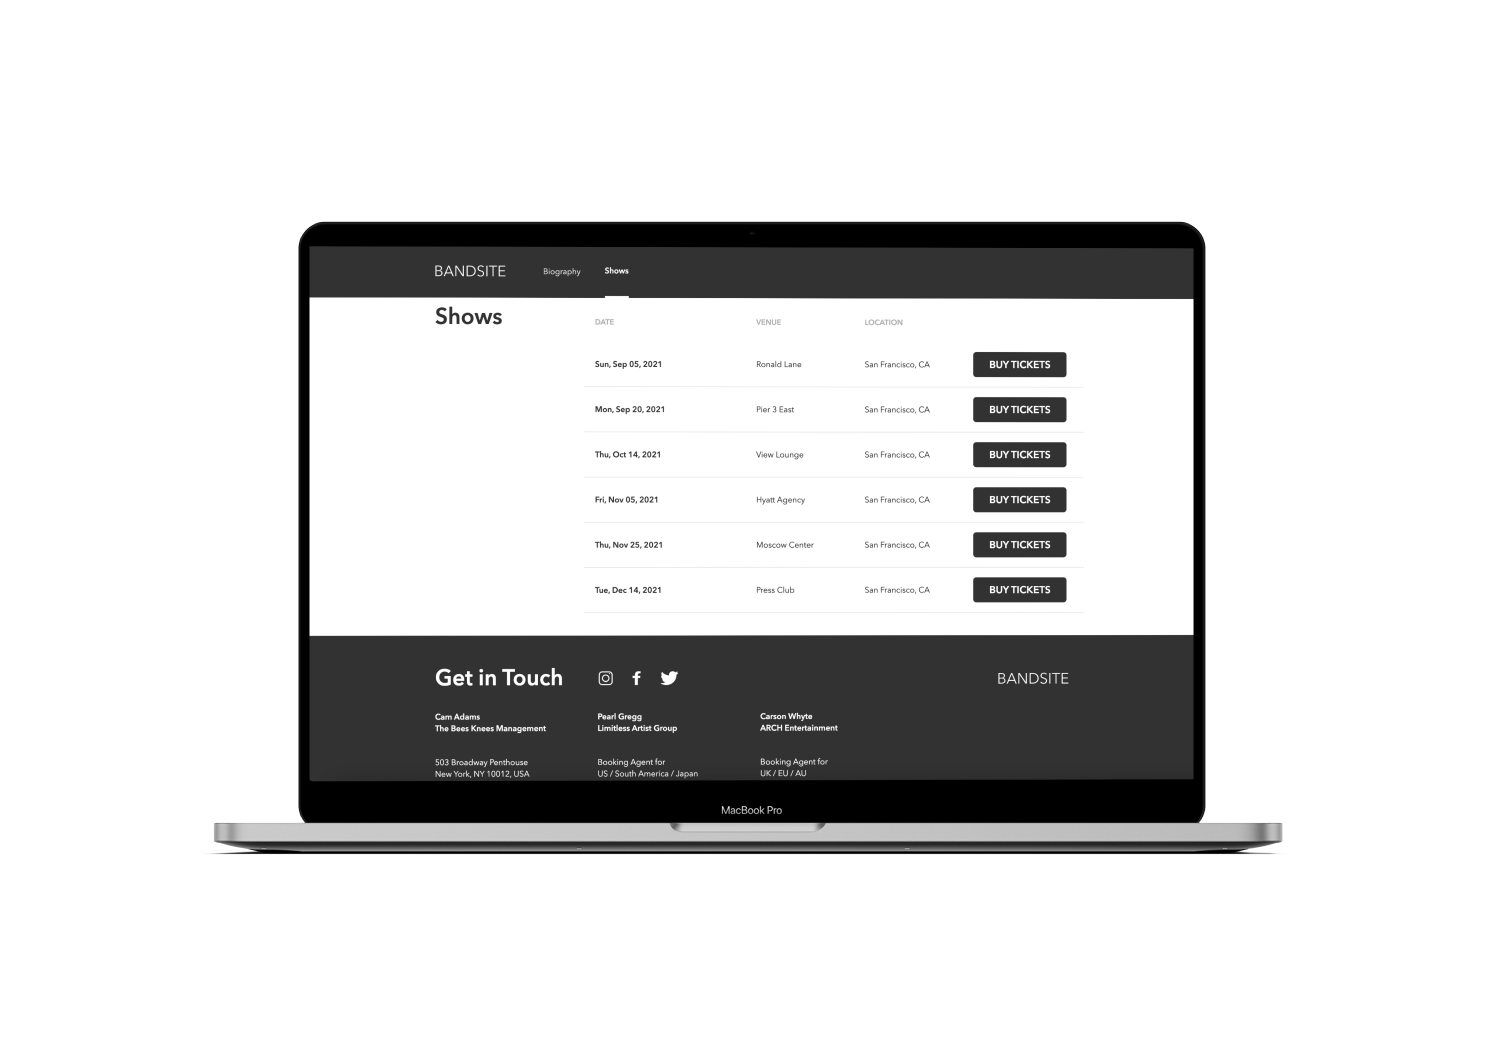 BANDSITE Biography Shows
Shows
DATE VENUE LOCATION
Sun, Sep 05, 2021 Ronald Lane San Francisco, CA BUY TICKETS
Mon, Sep 20, 2021 Pier 3 East San Francisco, CA BUY TICKETS
Thu, Oct 14, 2021 View Lounge San Francisco, CA BUY TICKETS
Fri, Nov 05, 2021 Hyatt Agency San Francisco, CA BUY TICKETS
Thu, Nov 25, 2021 Moscow Center San Francisco, CA BUY TICKETS
Tue, Dec 14, 2021 Press Club San Francisco, CA BUY TICKETS
Get in Touch BANDSITE
Cam Adams
The Bees Knees Management
503 Broadway Penthouse
New York, NY 10012, USA
Pearl Gregg
Limitless Artist Group
Booking Agent for
US / South America / Japan
Carson Whyte
ARCH Entertainment
Booking Agent for
UK / EU / AU
MacBook Pro